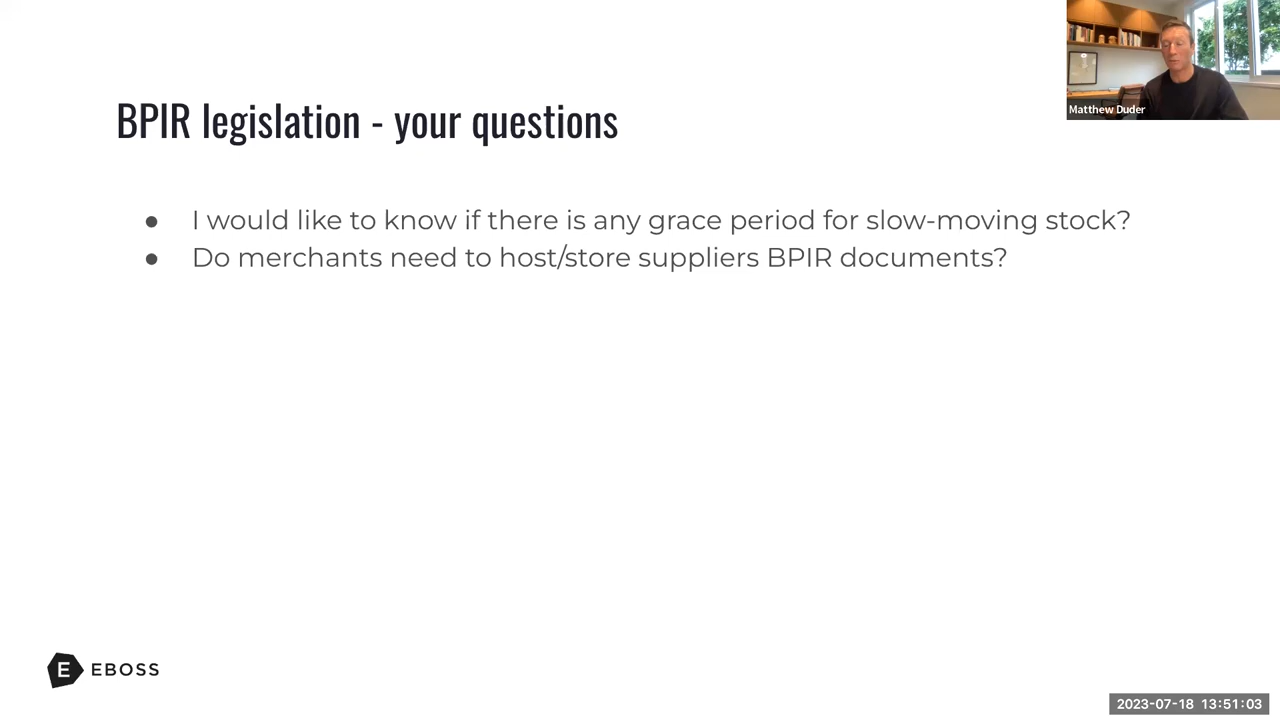 Matthew Duder
BPIR legislation - your questions
● I would like to know if there is any grace period for slow-moving stock?
● Do merchants need to host/store suppliers BPIR documents?
E EBOSS
2023-07-18 13:51:03